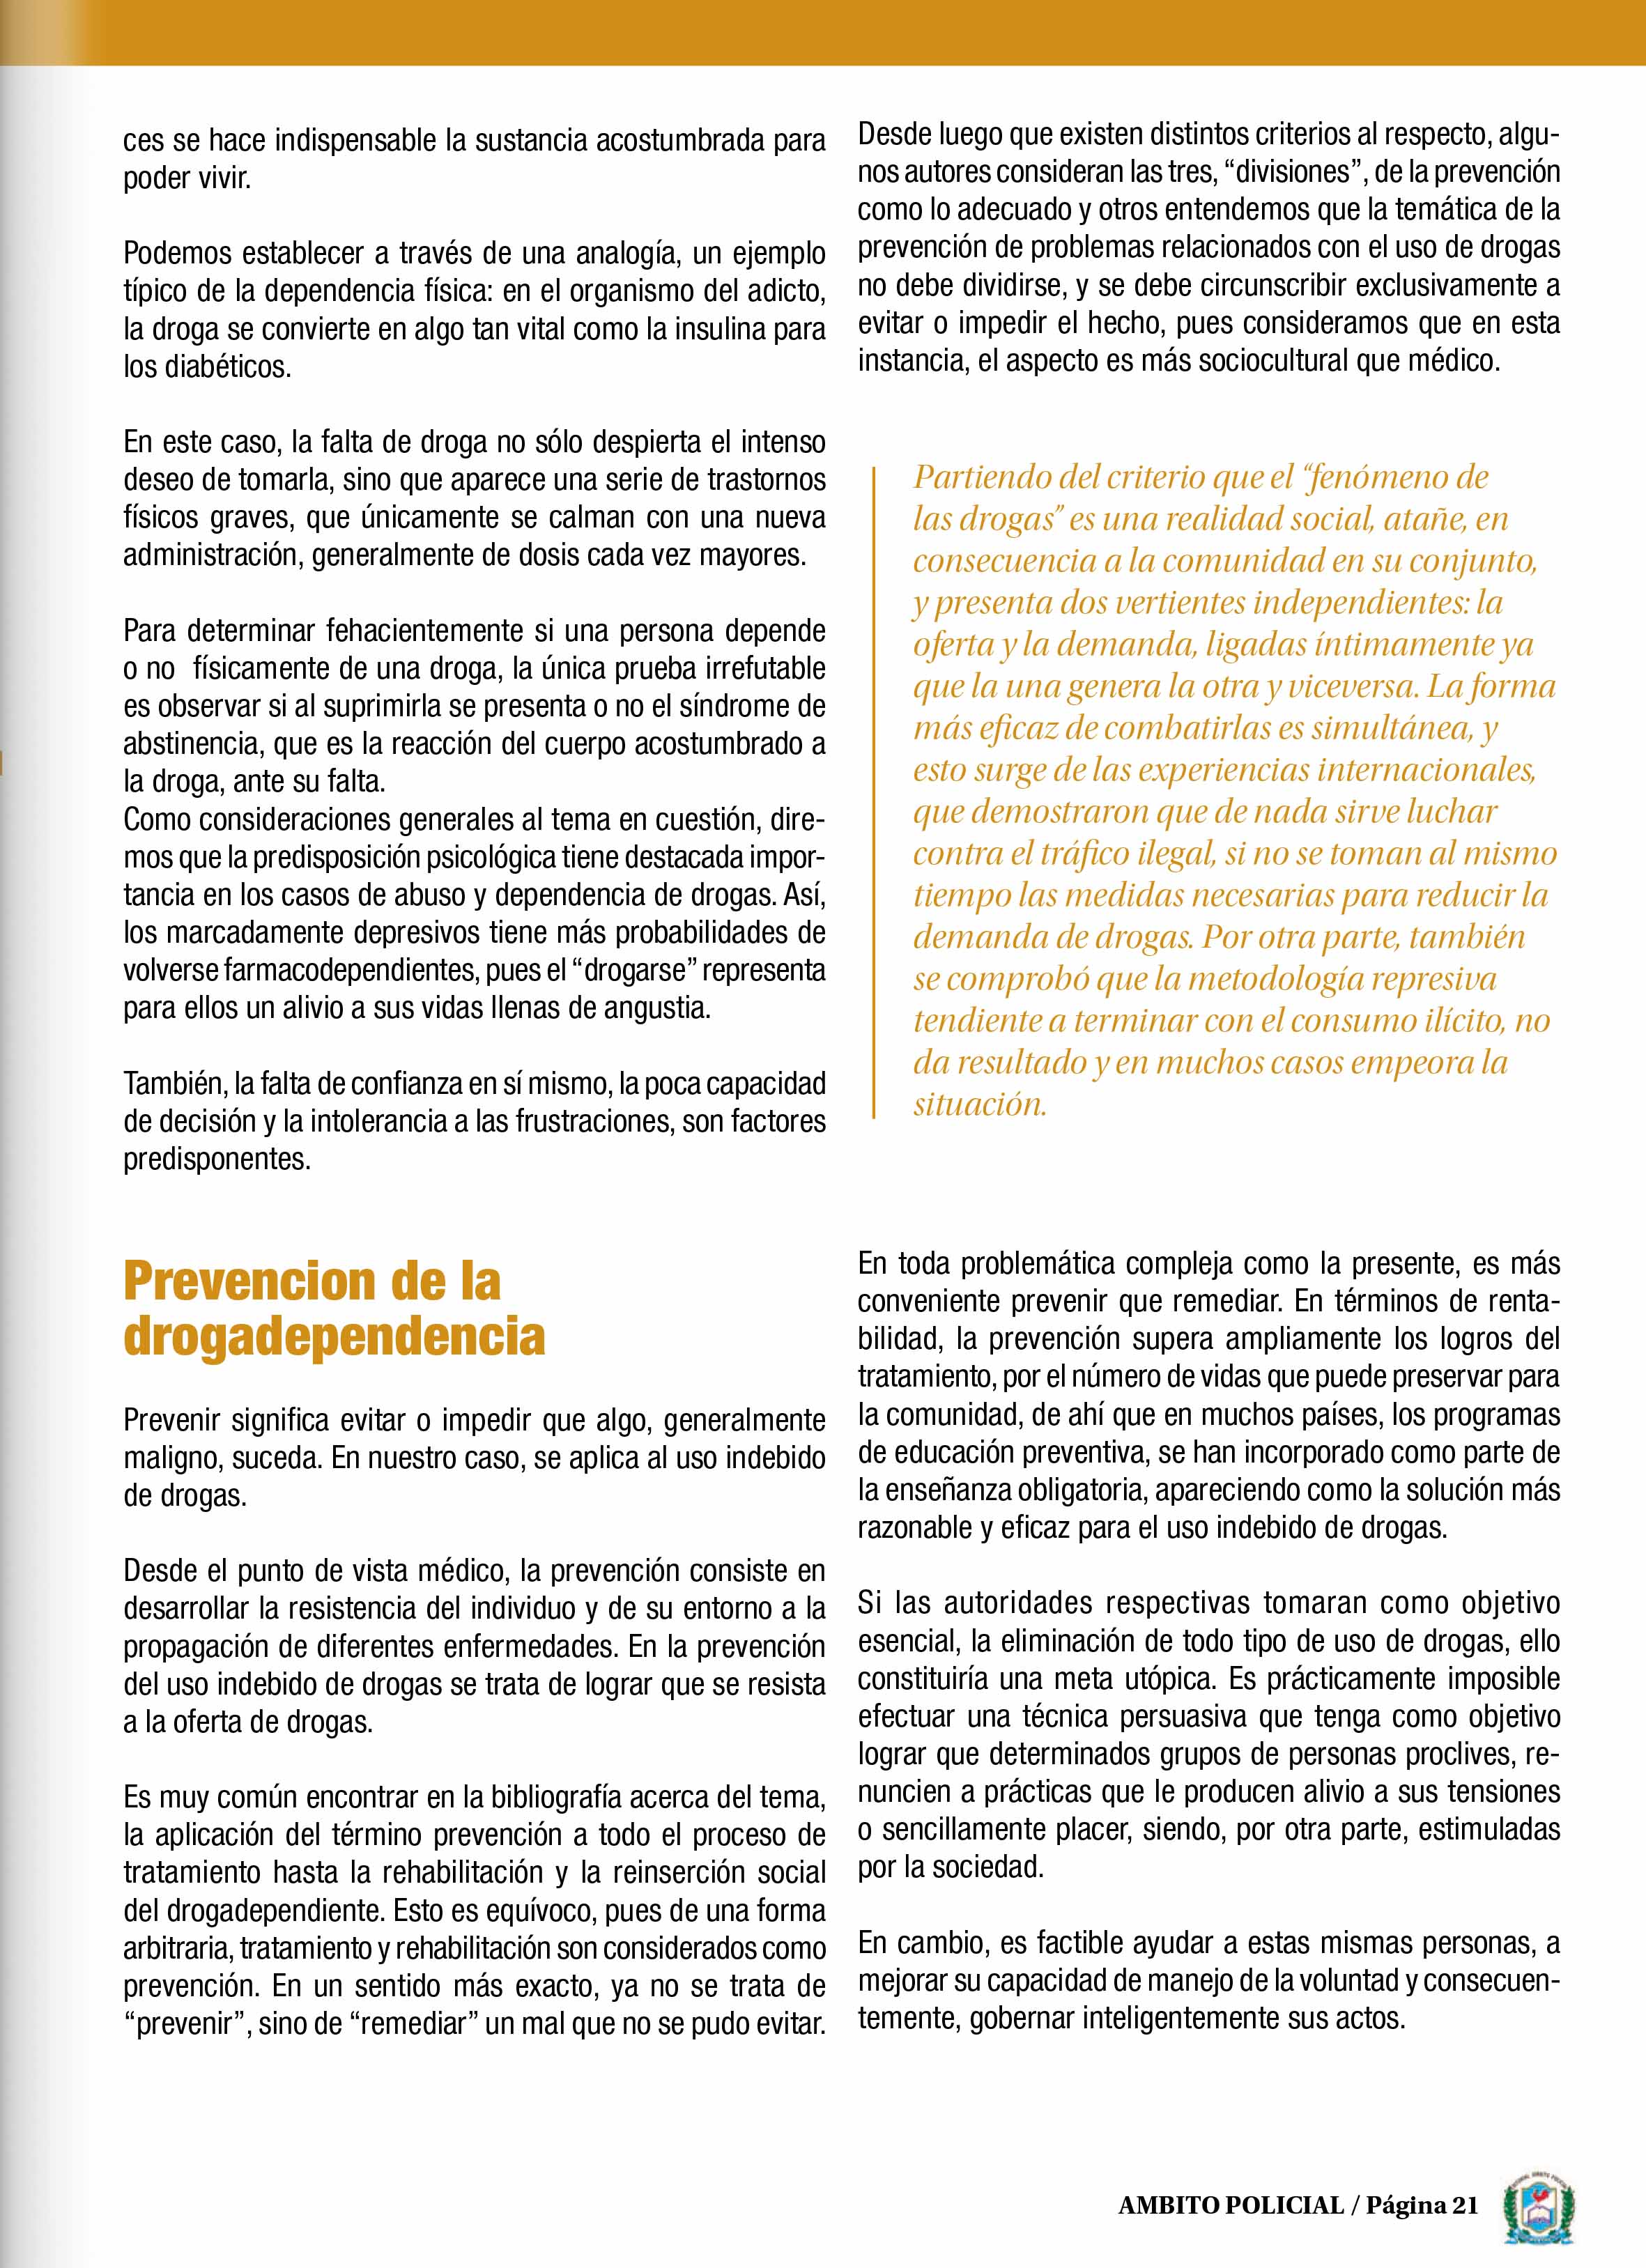 ces se hace indispensable la sustancia acostumbrada para
poder vivir.
Podemos establecer a través de una analogía, un ejemplo
típico de la dependencia física: en el organismo del adicto,
la droga se convierte en algo tan vital como la insulina para
los diabéticos.
En este caso, la falta de droga no sólo despierta el intenso
deseo de tomarla, sino que aparece una serie de trastornos
físicos graves, que únicamente se calman con una nueva
administración, generalmente de dosis cada vez mayores.
Para determinar fehacientemente si una persona depende
o no  físicamente de una droga, la única prueba irrefutable
es observar si al suprimirla se presenta o no el síndrome de
abstinencia, que es la reacción del cuerpo acostumbrado a
la droga, ante su falta.
Como consideraciones generales al tema en cuestión, dire-
mos que la predisposición psicológica tiene destacada impor-
tancia en los casos de abuso y dependencia de drogas. Así,
los marcadamente depresivos tiene más probabilidades de
volverse farmacodependientes, pues el “drogarse” representa
para ellos un alivio a sus vidas llenas de angustia.
También, la falta de confianza en sí mismo, la poca capacidad
de decisión y la intolerancia a las frustraciones, son factores
predisponentes.
Prevencion de la
drogadependencia
Prevenir significa evitar o impedir que algo, generalmente
maligno, suceda. En nuestro caso, se aplica al uso indebido
de drogas.
Desde el punto de vista médico, la prevención consiste en
desarrollar la resistencia del individuo y de su entorno a la
propagación de diferentes enfermedades. En la prevención
del uso indebido de drogas se trata de lograr que se resista
a la oferta de drogas.
Es muy común encontrar en la bibliografía acerca del tema,
la aplicación del término prevención a todo el proceso de
tratamiento hasta la rehabilitación y la reinserción social
del drogadependiente. Esto es equívoco, pues de una forma
arbitraria, tratamiento y rehabilitación son considerados como
prevención. En un sentido más exacto, ya no se trata de
“prevenir”, sino de “remediar” un mal que no se pudo evitar.
Desde luego que existen distintos criterios al respecto, algu-
nos autores consideran las tres, “divisiones”, de la prevención
como lo adecuado y otros entendemos que la temática de la
prevención de problemas relacionados con el uso de drogas
no debe dividirse, y se debe circunscribir exclusivamente a
evitar o impedir el hecho, pues consideramos que en esta
instancia, el aspecto es más sociocultural que médico.
Partiendo del criterio que el “fenómeno de
las drogas” es una realidad social, atañe, en
consecuencia a la comunidad en su conjunto,
y presenta dos vertientes independientes: la
oferta y la demanda, ligadas íntimamente ya
que la una genera la otra y viceversa. La forma
más eficaz de combatirlas es simultánea, y
esto surge de las experiencias internacionales,
que demostraron que de nada sirve luchar
contra el tráfico ilegal, si no se toman al mismo
tiempo las medidas necesarias para reducir la
demanda de drogas. Por otra parte, también
se comprobó que la metodología represiva
tendiente a terminar con el consumo ilícito, no
da resultado y en muchos casos empeora la
situación.
En toda problemática compleja como la presente, es más
conveniente prevenir que remediar. En términos de renta-
bilidad, la prevención supera ampliamente los logros del
tratamiento, por el número de vidas que puede preservar para
la comunidad, de ahí que en muchos países, los programas
de educación preventiva, se han incorporado como parte de
la enseñanza obligatoria, apareciendo como la solución más
razonable y eficaz para el uso indebido de drogas.
Si las autoridades respectivas tomaran como objetivo
esencial, la eliminación de todo tipo de uso de drogas, ello
constituiría una meta utópica. Es prácticamente imposible
efectuar una técnica persuasiva que tenga como objetivo
lograr que determinados grupos de personas proclives, re-
nuncien a prácticas que le producen alivio a sus tensiones
o sencillamente placer, siendo, por otra parte, estimuladas
por la sociedad.
En cambio, es factible ayudar a estas mismas personas, a
mejorar su capacidad de manejo de la voluntad y consecuen-
temente, gobernar inteligentemente sus actos.
AMBITO POLICIAL / Página 21